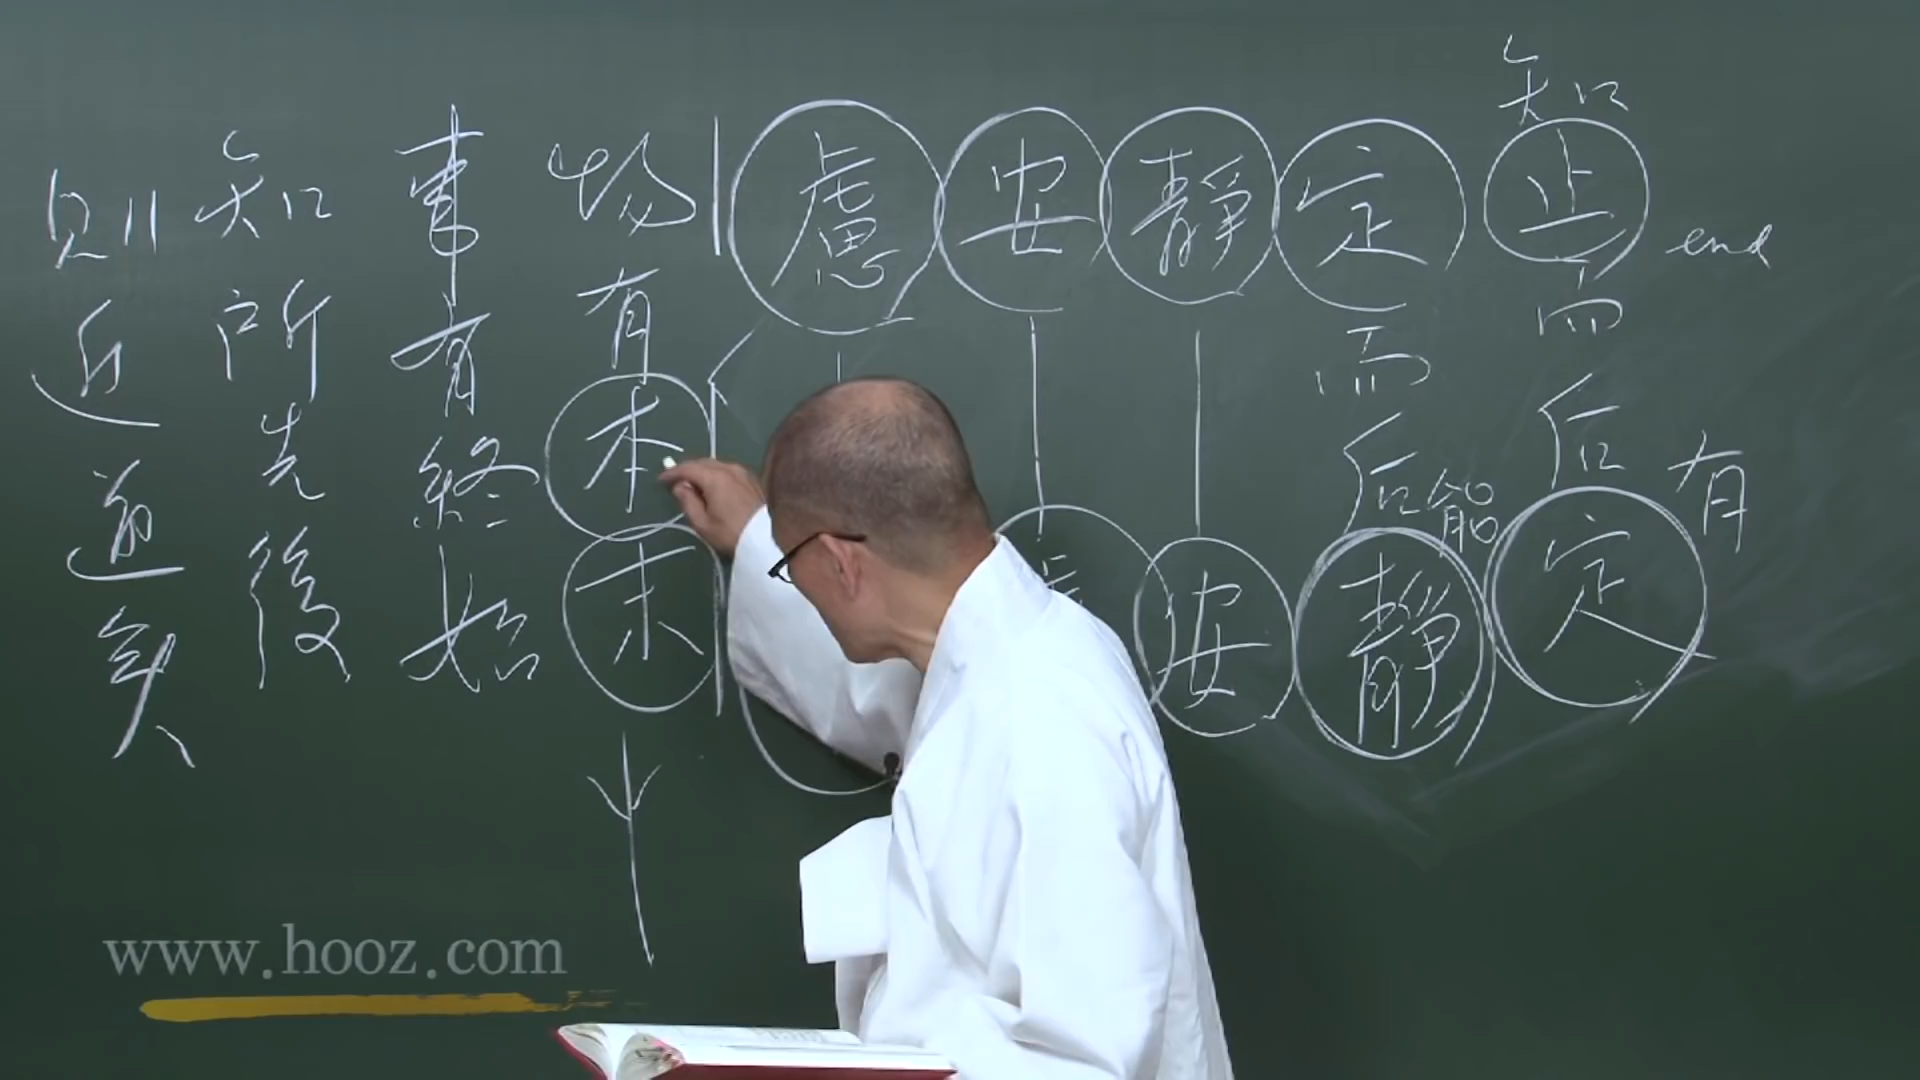 知止而后有定
end
定而后能靜
靜安
安
慮
物有本末
事有終始
知所先後
則近道矣
www.hooz.com